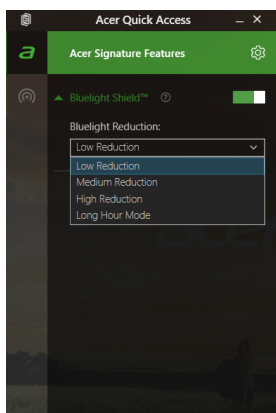 Acer Quick Access
Acer Signature Features
Bluelight Shield™
Bluelight Reduction:
Low Reduction
Low Reduction
Medium Reduction
High Reduction
Long Hour Mode